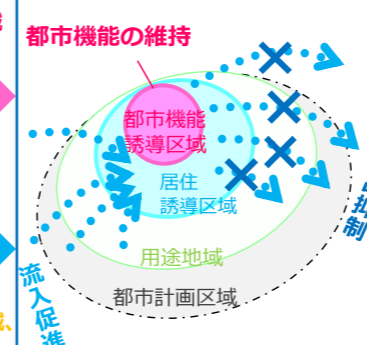 都市機能の維持
都市機能
誘導区域
居住
誘導区域
用途地域
都市計画区域
抑制
流入促進